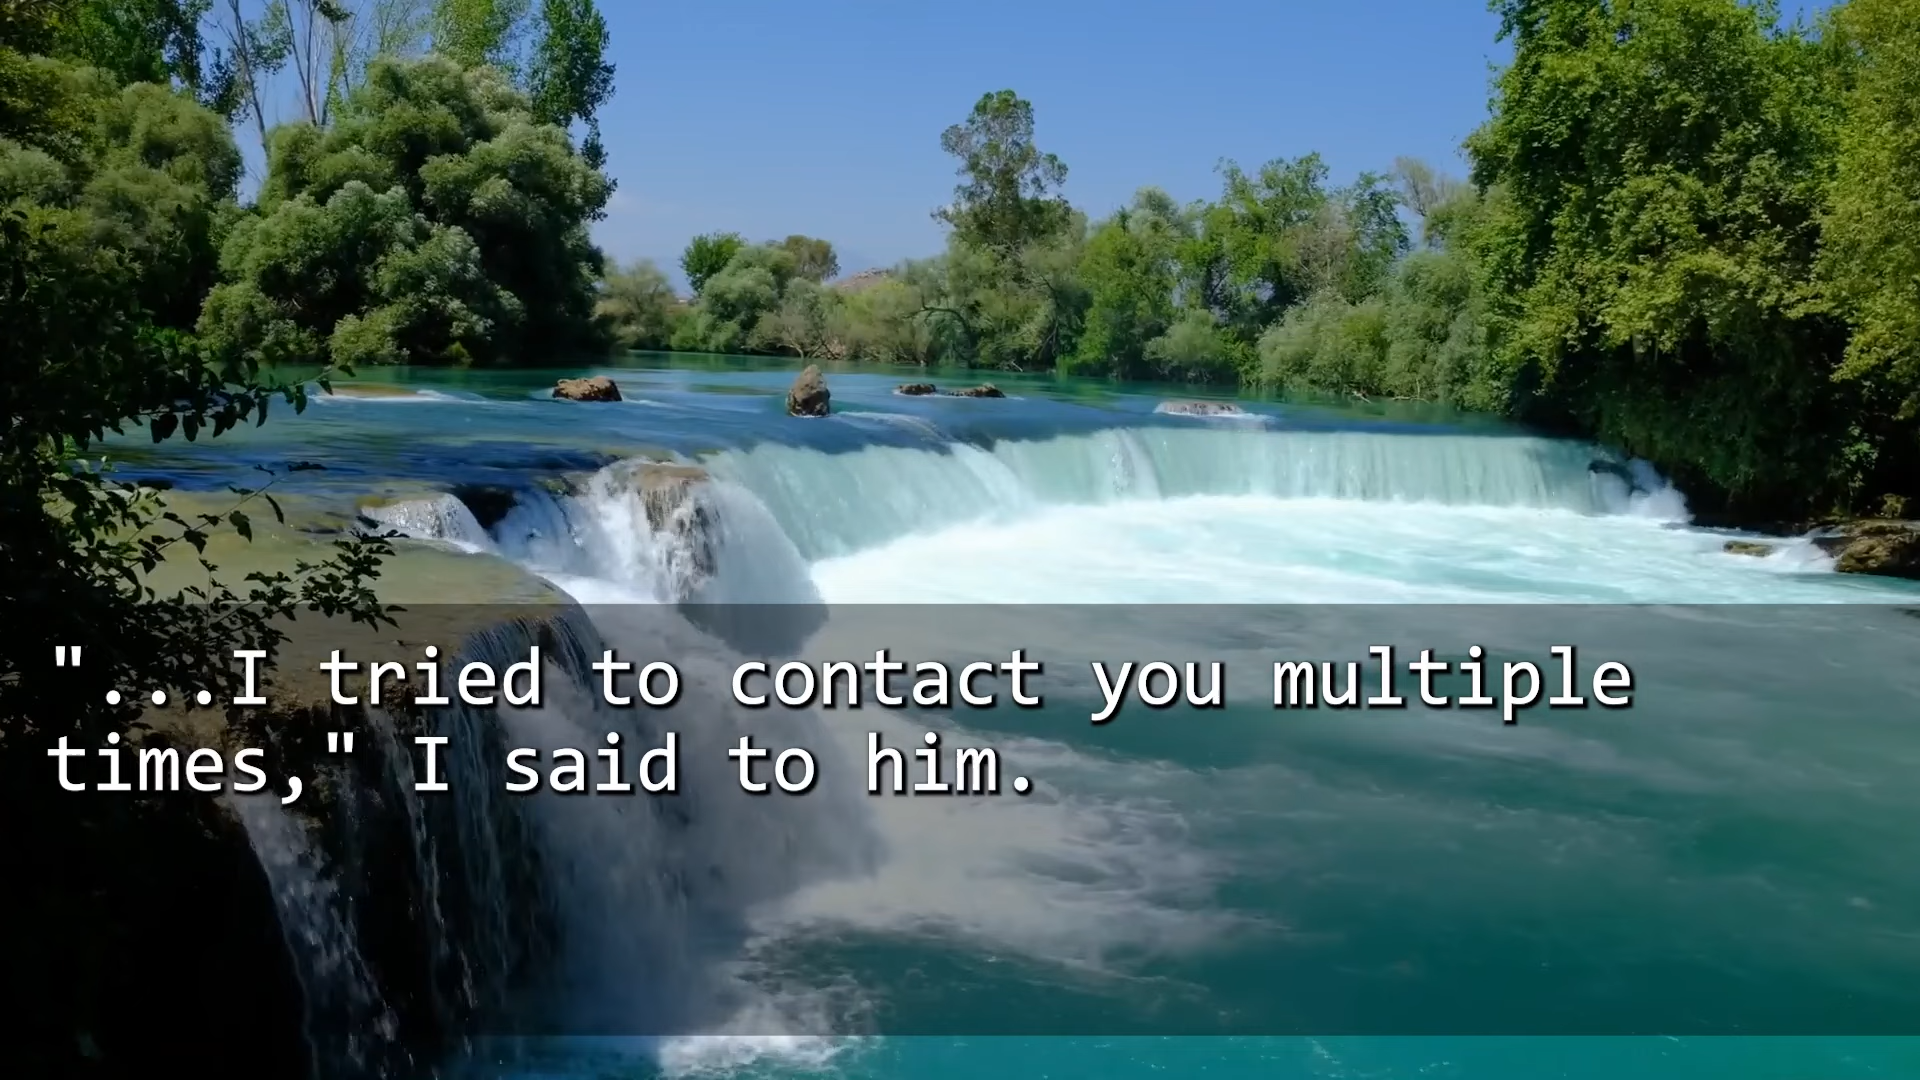 "...I tried to contact you multiple
times," I said to him.